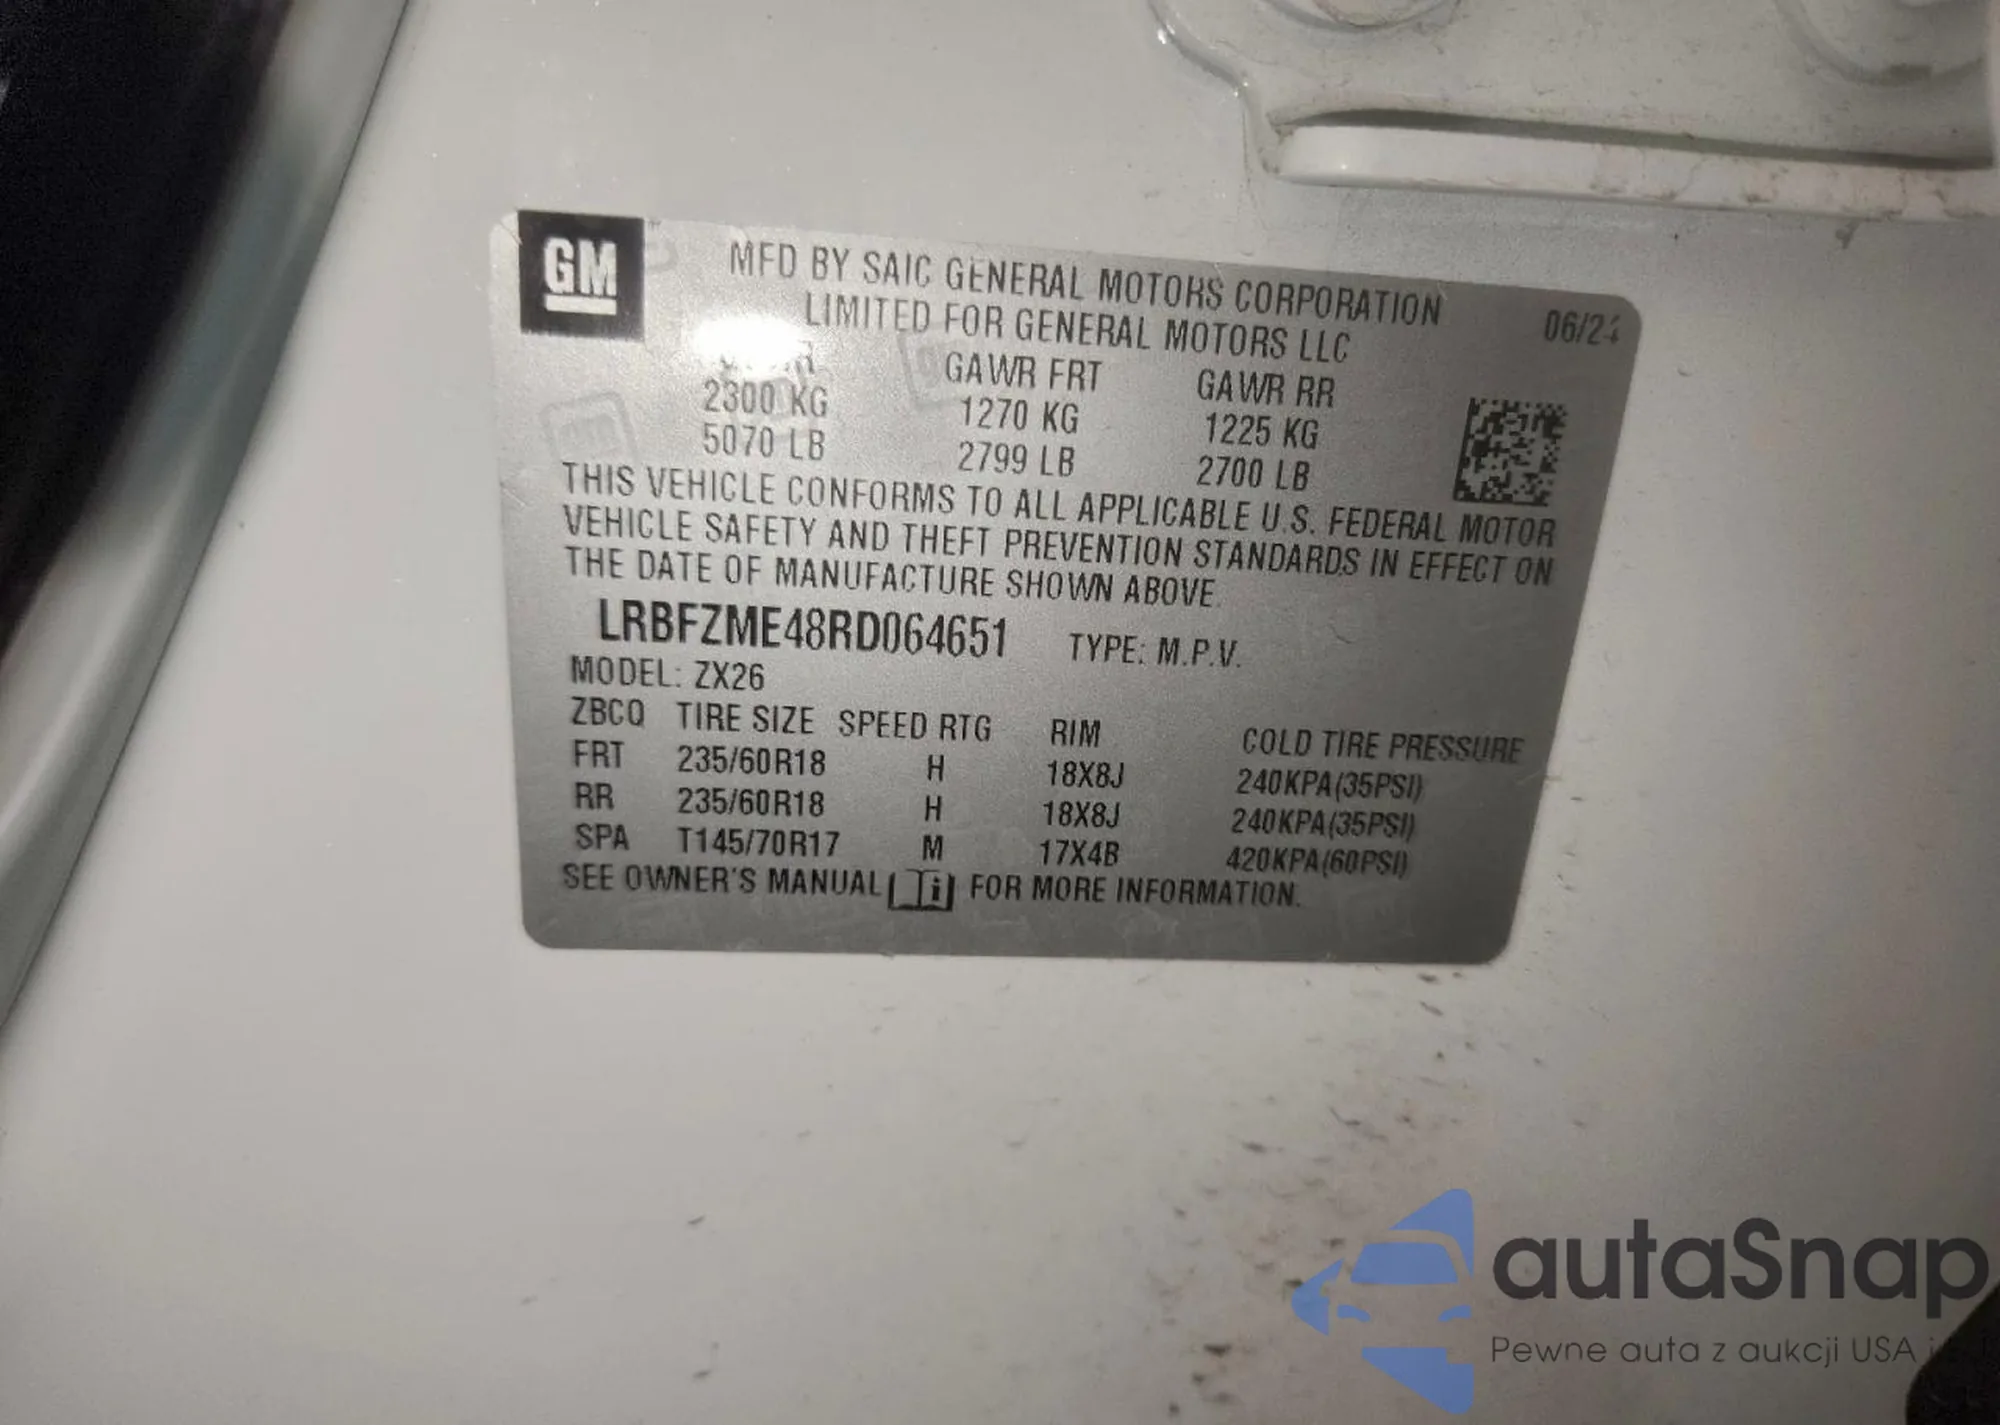 GM
MFD BY SAIC GENERAL MOTORS CORPORATION
LIMITED FOR GENERAL MOTORS LLC
06/24
GAWR FRT GAWR RR
2300 KG 1270 KG 1225 KG
5070 LB 2799 LB 2700 LB
THIS VEHICLE CONFORMS TO ALL APPLICABLE U.S. FEDERAL MOTOR
VEHICLE SAFETY AND THEFT PREVENTION STANDARDS IN EFFECT ON
THE DATE OF MANUFACTURE SHOWN ABOVE.
LRBFZME48RD064651 TYPE: M.P.V.
MODEL: ZX26
ZBCQ TIRE SIZE SPEED RTG RIM COLD TIRE PRESSURE
FRT 235/60R18 H 18X8J 240KPA(35PSI)
RR 235/60R18 H 18X8J 240KPA(35PSI)
SPA T145/70R17 M 17X4B 420KPA(60PSI)
SEE OWNER'S MANUAL i FOR MORE INFORMATION.
autaSnap
Pewne auta z aukcji USA i